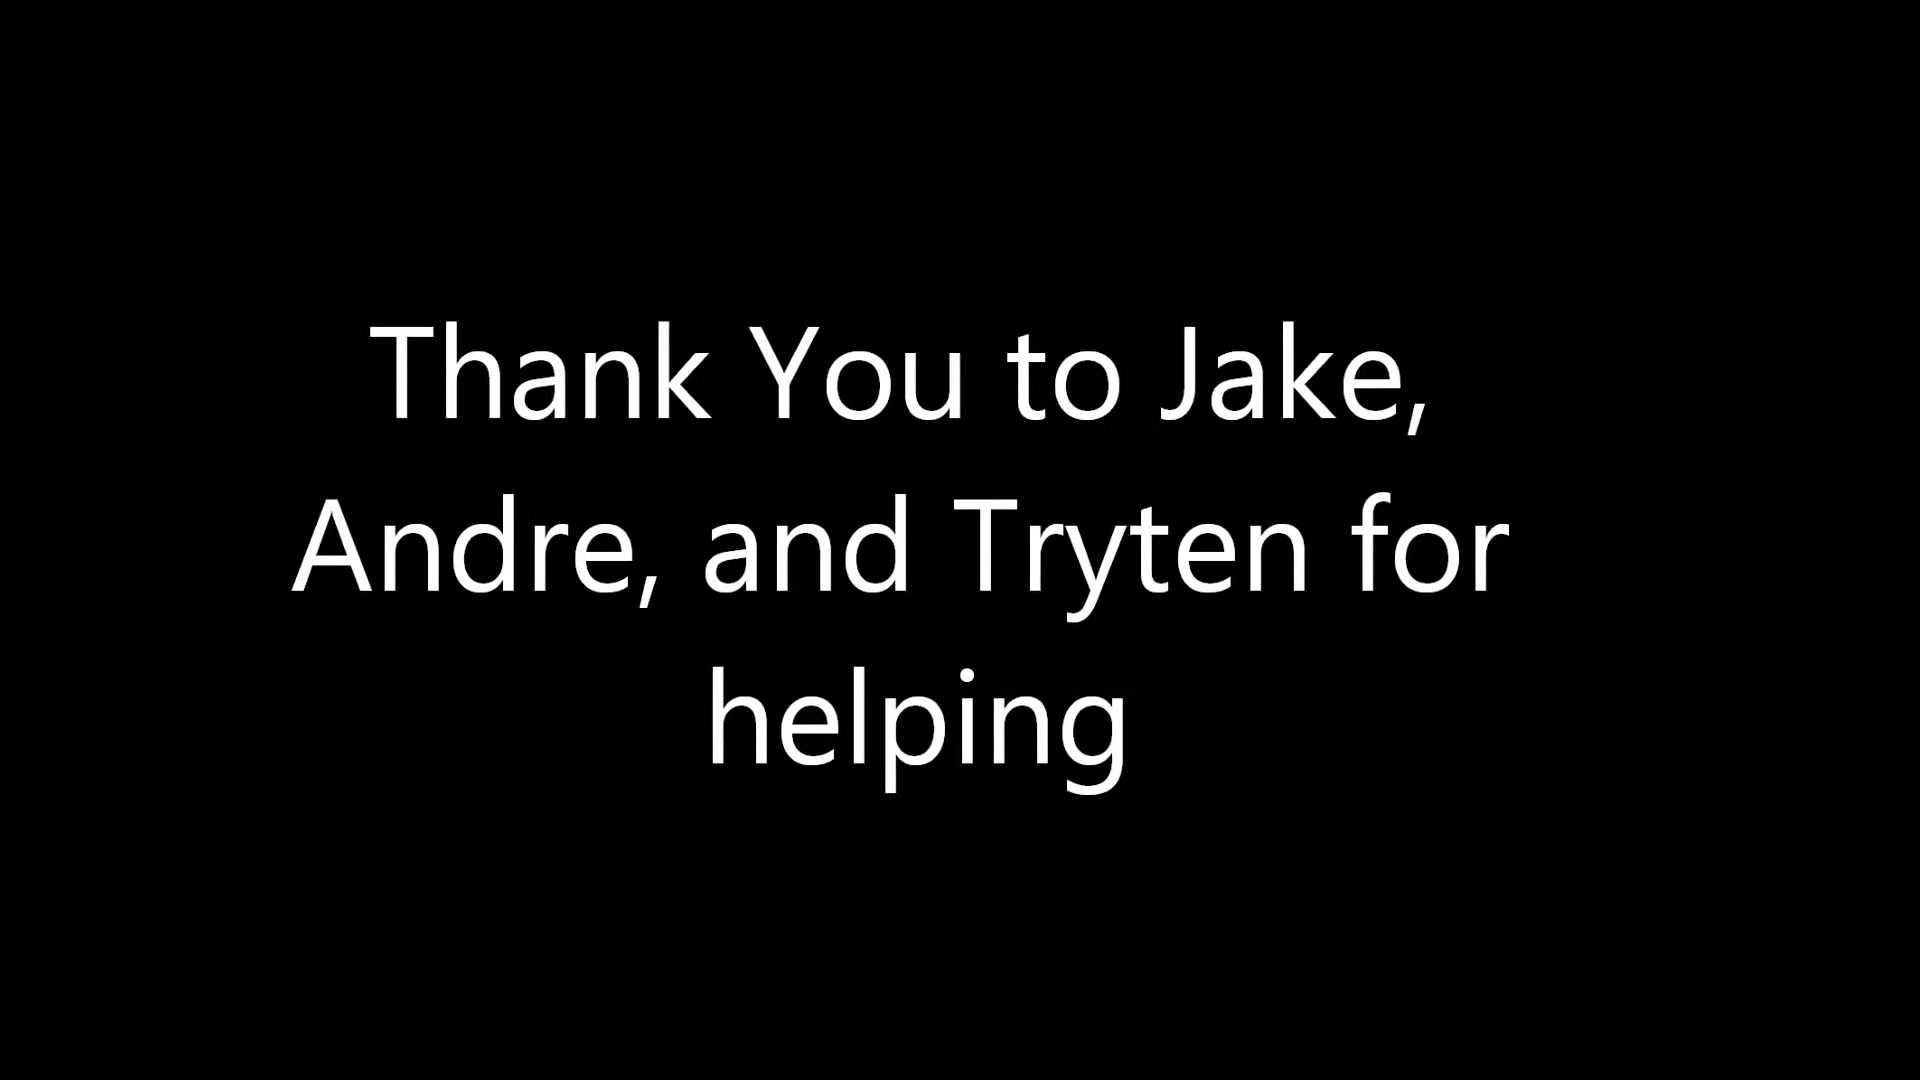 Thank You to Jake,
Andre, and Tryten for
helping